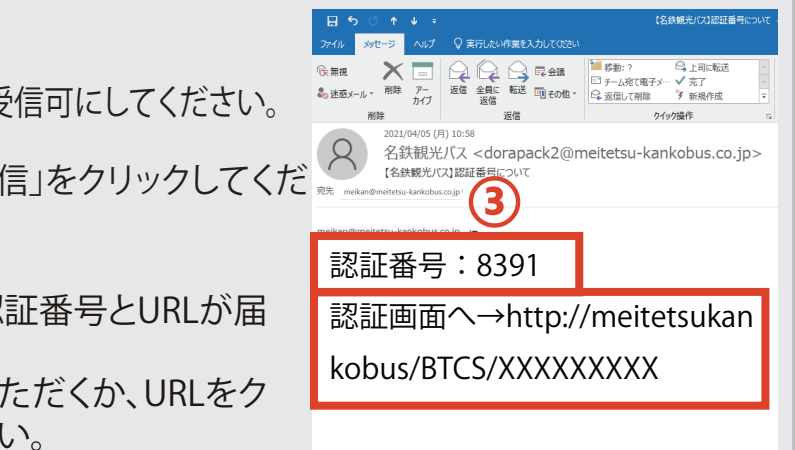 受信可にしてください。
信」をクリックしてくだ
認証番号とURLが届
ただくか、URLをク
い。
【名鉄観光バス】認証番号について
ファイル メッセージ ヘルプ 実行したい作業を入力してください
無視
迷惑メール
削除
アーカイブ
削除
返信
全員に返信
転送
会議
その他
返信
移動: ?
チーム宛て電子メ…
返信して削除
上司に転送
完了
新規作成
クイック操作
2021/04/05 (月) 10:58
名鉄観光バス <dorapack2@meitetsu-kankobus.co.jp>
【名鉄観光バス】認証番号について
宛先 meikan@meitetsu-kankobus.co.jp
③
meikan@meitetsu-kankobus.co.jp 様
認証番号：8391
認証画面へ→http://meitetsukan
kobus/BTCS/XXXXXXXXX